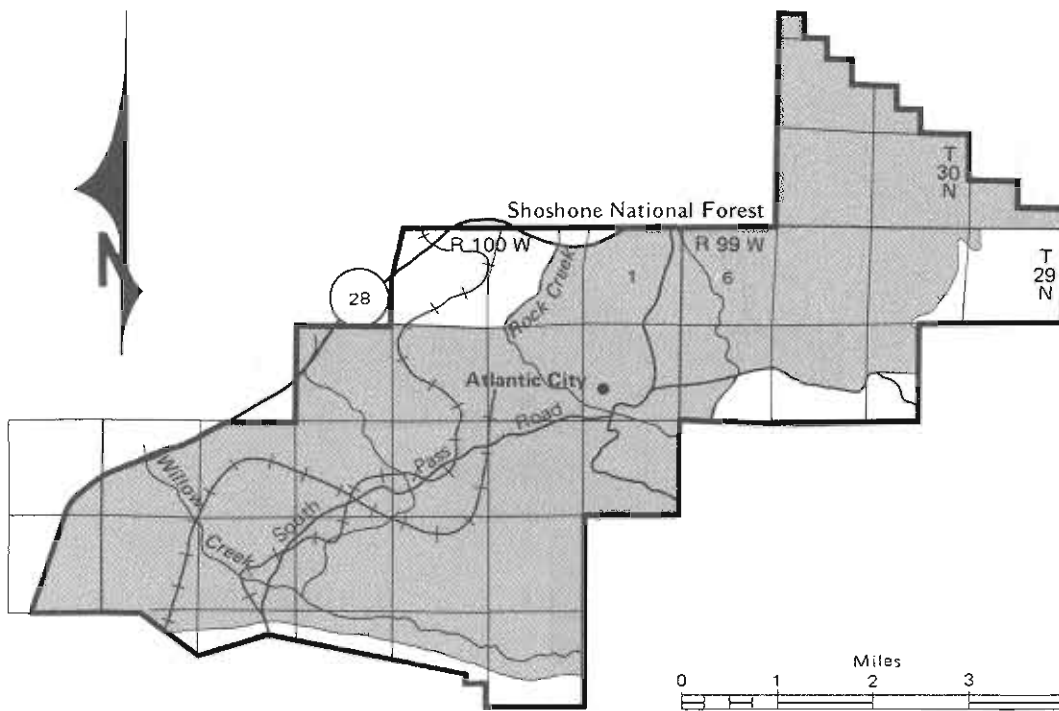 T
30
N
Shoshone National Forest
R 100 W
R 99 W
T
29
N
1
6
28
Rock Creek
N
Atlantic City
South Pass Road
Willow Creek
Miles
0 1 2 3